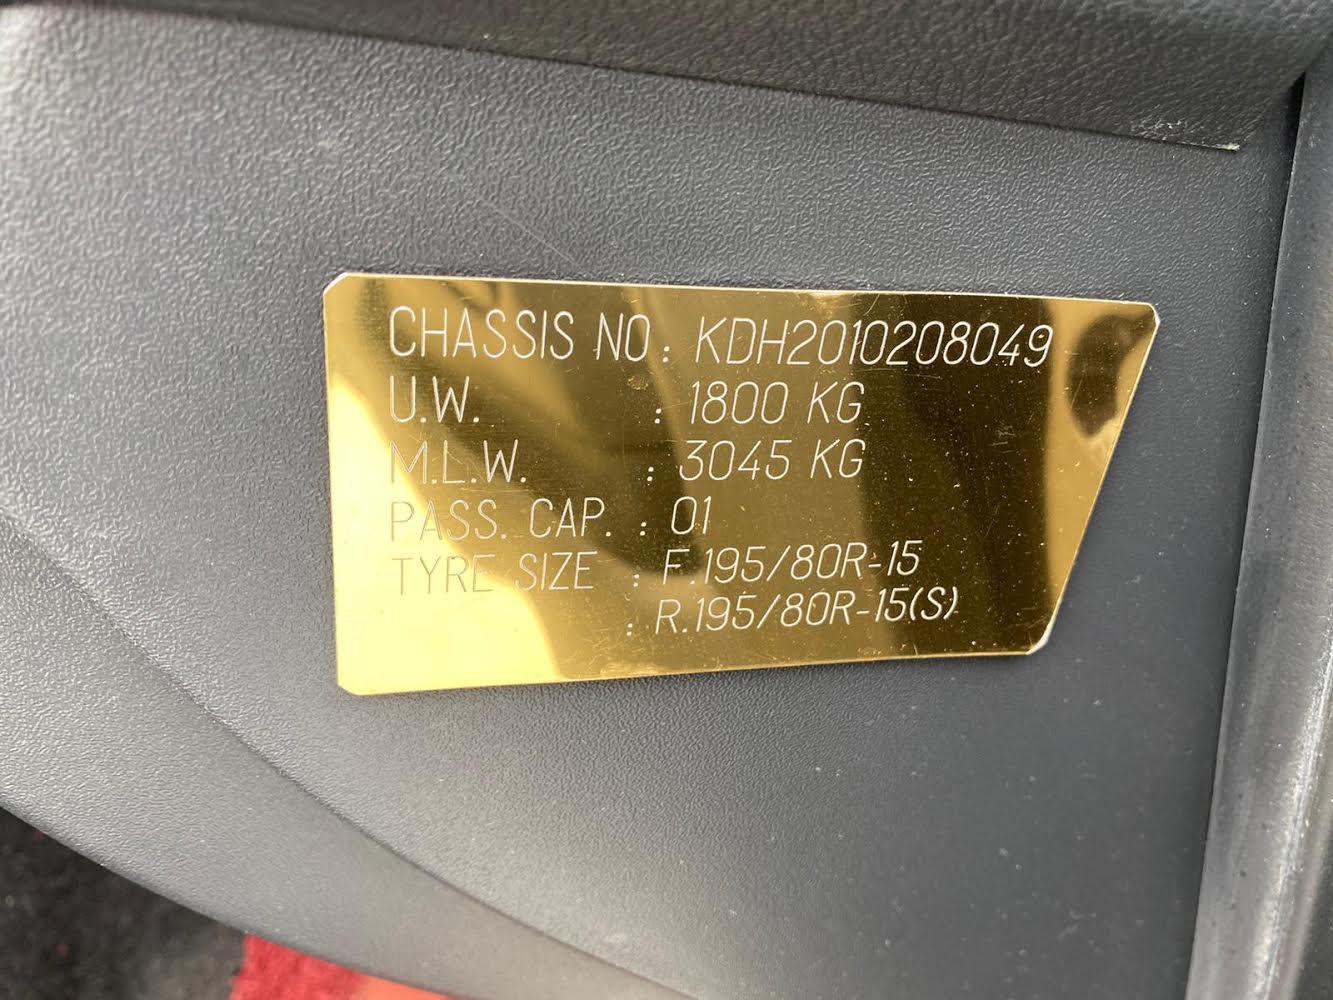 CHASSIS NO. : KDH2010208049
U.W. : 1800 KG
M.L.W. : 3045 KG
PASS. CAP. : 01
TYRE SIZE : F.195/80R-15
: R.195/80R-15(S)